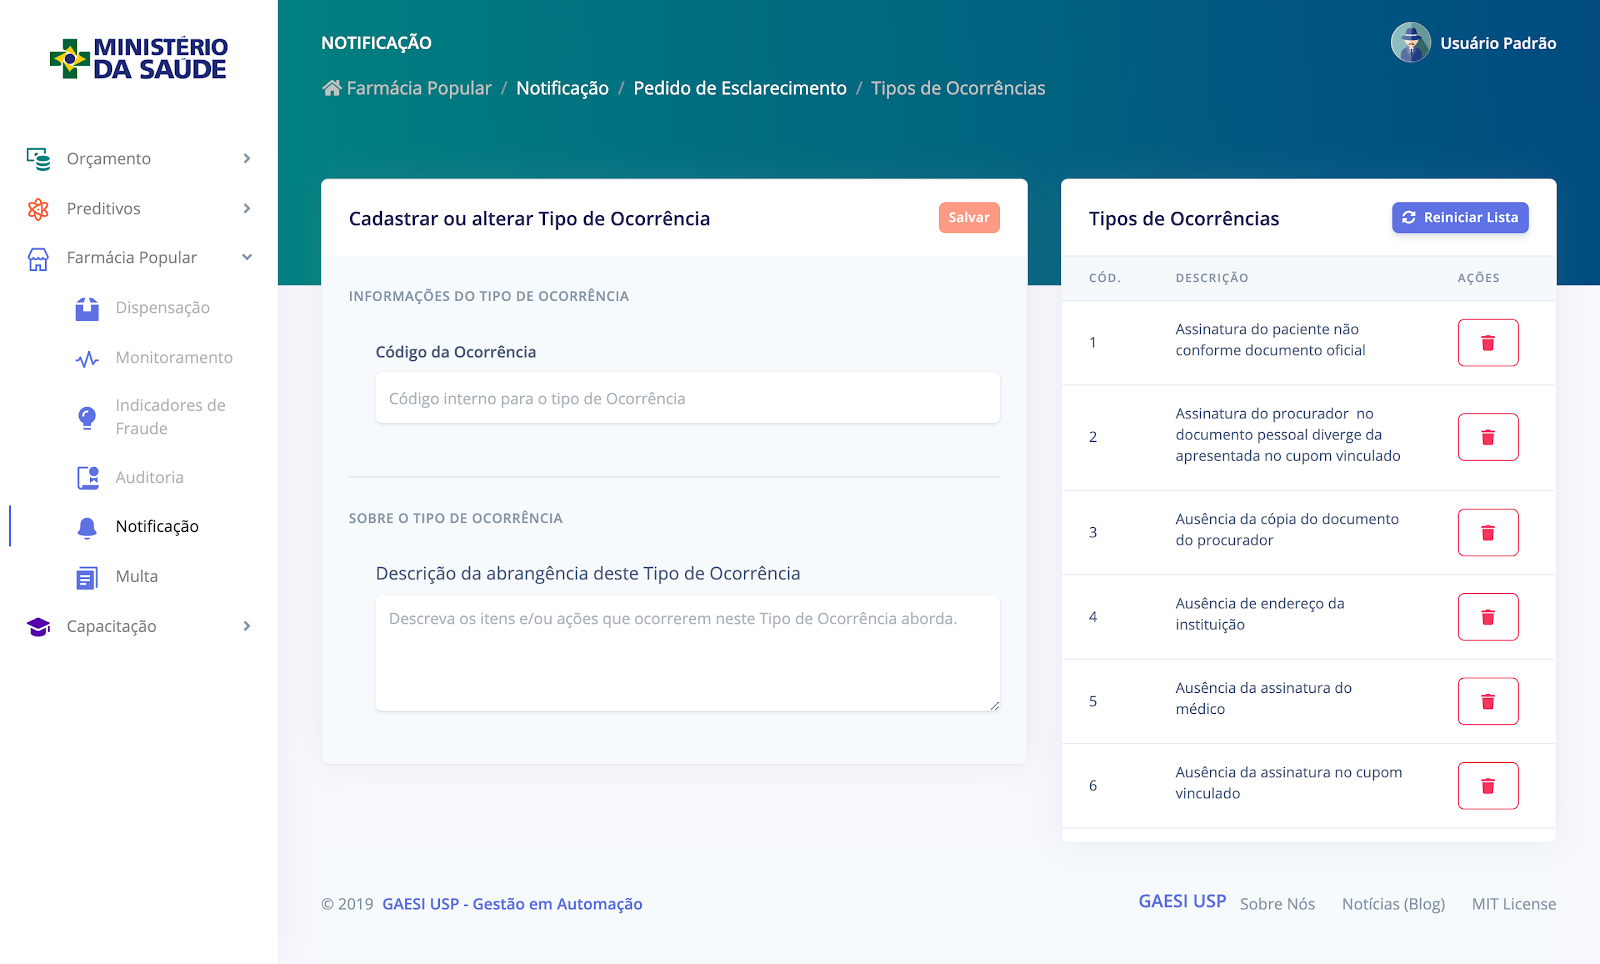 MINISTÉRIO
DA SAÚDE
Orçamento
Preditivos
Farmácia Popular
Dispensação
Monitoramento
Indicadores de
Fraude
Auditoria
Notificação
Multa
Capacitação
NOTIFICAÇÃO
Usuário Padrão
Farmácia Popular / Notificação / Pedido de Esclarecimento / Tipos de Ocorrências
Cadastrar ou alterar Tipo de Ocorrência
Salvar
INFORMAÇÕES DO TIPO DE OCORRÊNCIA
Código da Ocorrência
Código interno para o tipo de Ocorrência
SOBRE O TIPO DE OCORRÊNCIA
Descrição da abrangência deste Tipo de Ocorrência
Descreva os itens e/ou ações que ocorrerem neste Tipo de Ocorrência aborda.
Tipos de Ocorrências
Reiniciar Lista
CÓD. DESCRIÇÃO AÇÕES
1
Assinatura do paciente não
conforme documento oficial
2
Assinatura do procurador no
documento pessoal diverge da
apresentada no cupom vinculado
3
Ausência da cópia do documento
do procurador
4
Ausência de endereço da
instituição
5
Ausência da assinatura do
médico
6
Ausência da assinatura no cupom
vinculado
© 2019 GAESI USP - Gestão em Automação
GAESI USP Sobre Nós Notícias (Blog) MIT License